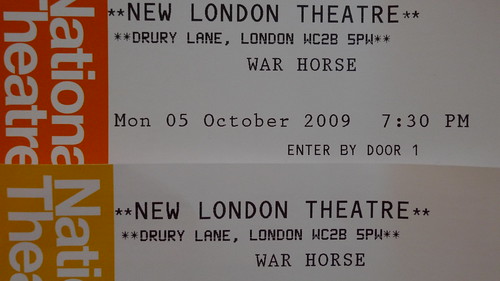 National
Theatre
**NEW LONDON THEATRE**
**DRURY LANE, LONDON WC2B 5PW**
WAR HORSE
Mon 05 October 2009 7:30 PM
ENTER BY DOOR 1
Natio
The
**NEW LONDON THEATRE**
**DRURY LANE, LONDON WC2B 5PW**
WAR HORSE